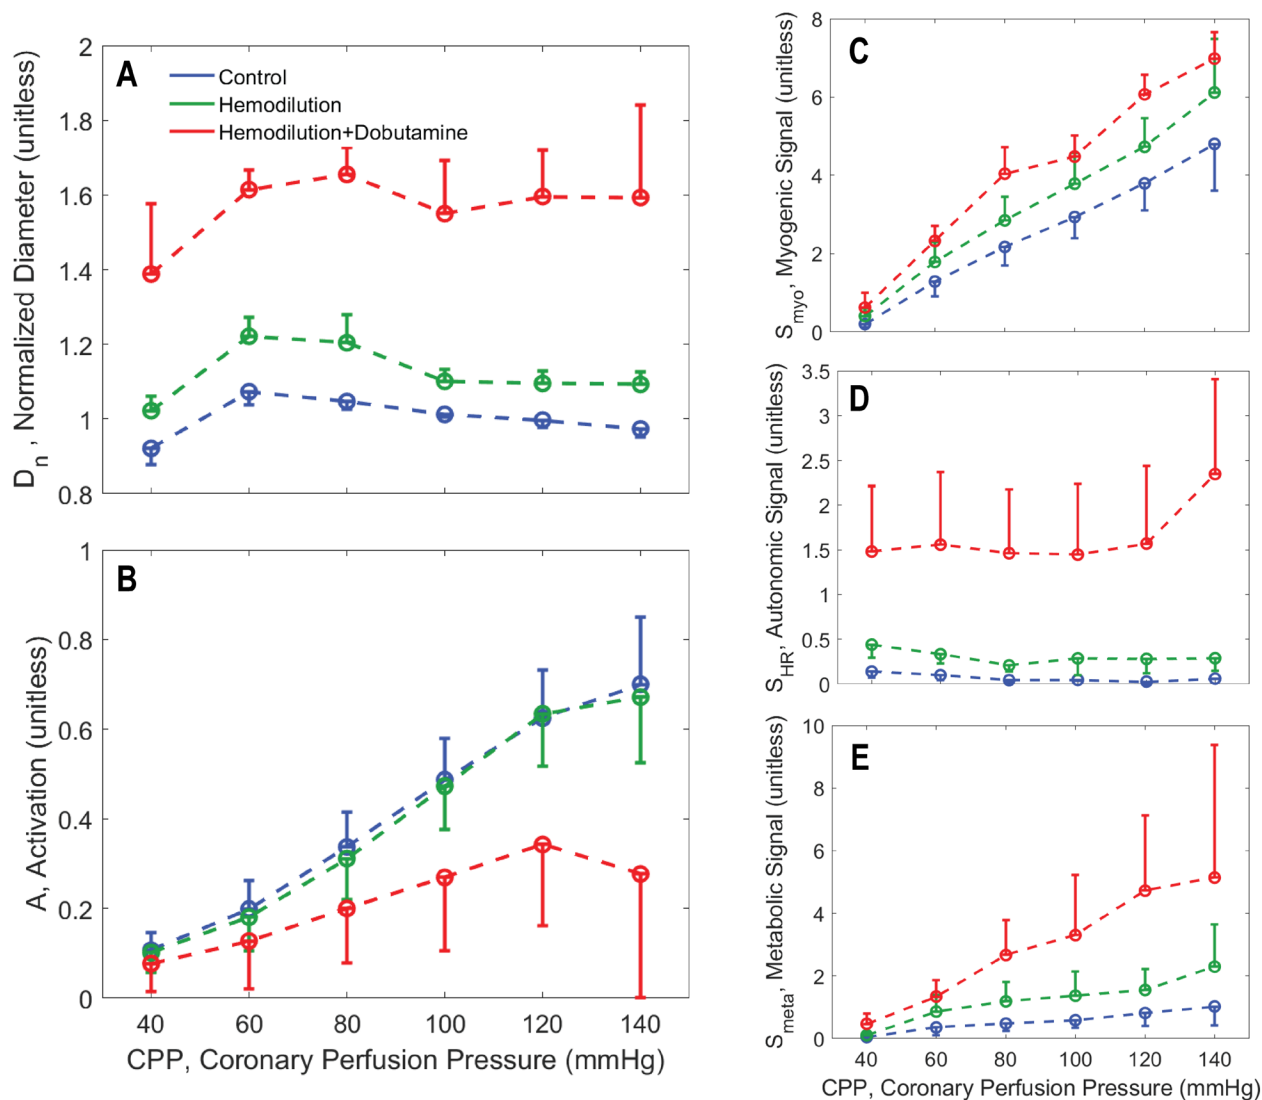 A
Control
Hemodilution
Hemodilution+Dobutamine
D_n , Normalized Diameter (unitless)
2
1.8
1.6
1.4
1.2
1
0.8
B
A, Activation (unitless)
1
0.8
0.6
0.4
0.2
0
40 60 80 100 120 140
CPP, Coronary Perfusion Pressure (mmHg)
C
S_myo, Myogenic Signal (unitless)
8
6
4
2
0
D
S_HR, Autonomic Signal (unitless)
3.5
3
2.5
2
1.5
1
0.5
0
E
S_meta, Metabolic Signal (unitless)
10
8
6
4
2
0
40 60 80 100 120 140
CPP, Coronary Perfusion Pressure (mmHg)